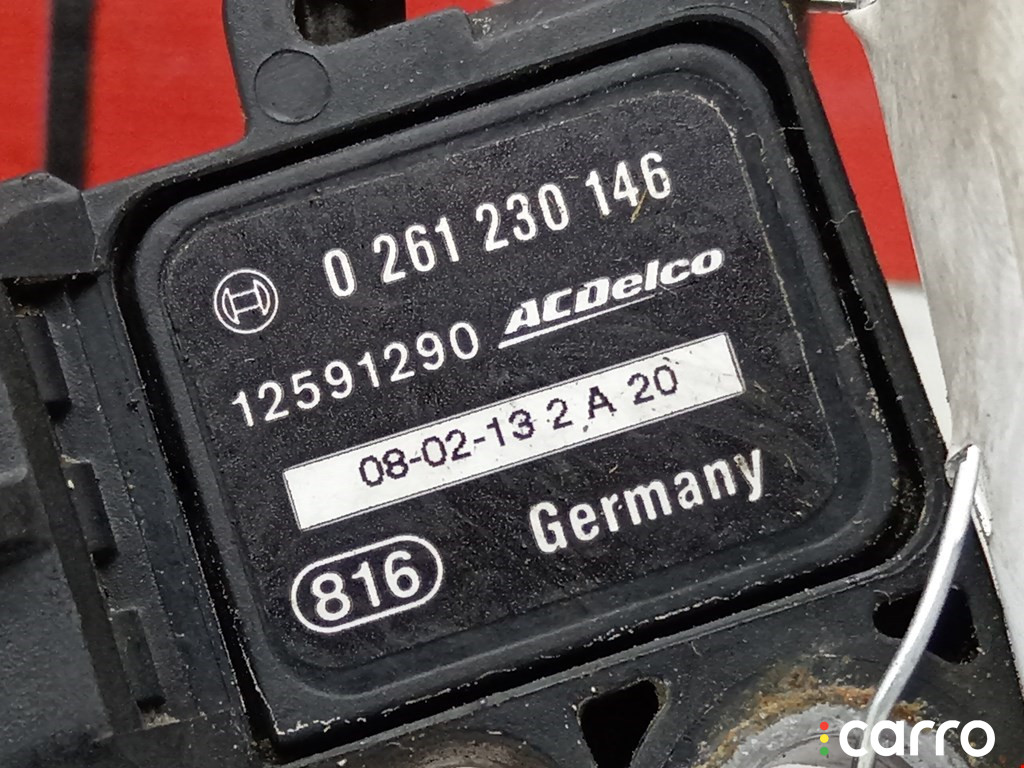 0 261 230 146
12591290 ACDelco
08-02-13 2 A 20
Germany
816
carro